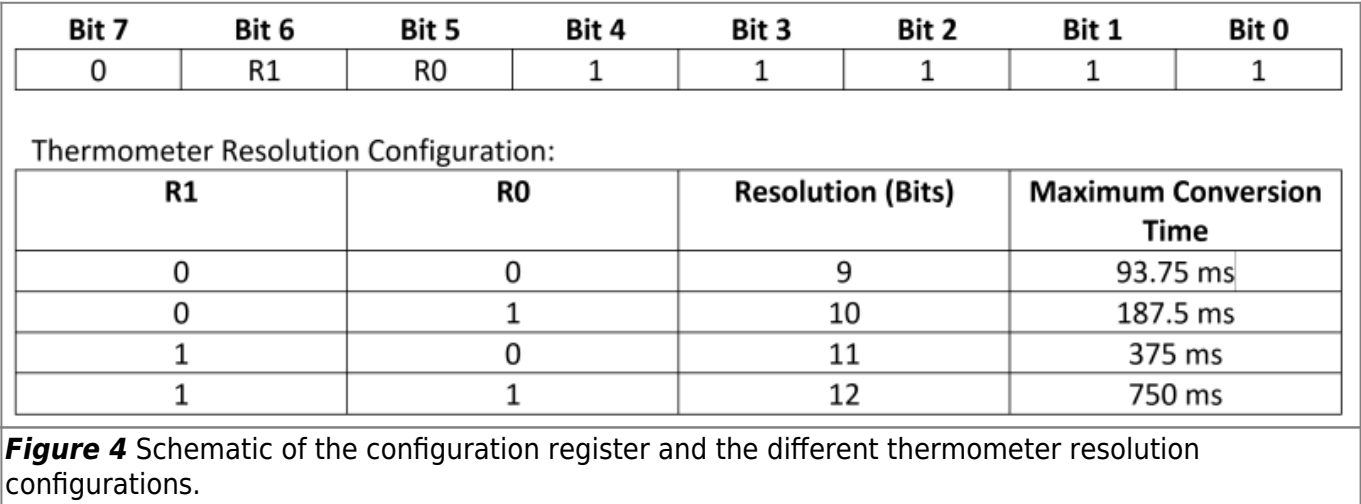 Bit 7 Bit 6 Bit 5 Bit 4 Bit 3 Bit 2 Bit 1 Bit 0
0 R1 R0 1 1 1 1 1
Thermometer Resolution Configuration:
R1 R0 Resolution (Bits) Maximum Conversion
Time
0 0 9 93.75 ms
0 1 10 187.5 ms
1 0 11 375 ms
1 1 12 750 ms
Figure 4 Schematic of the configuration register and the different thermometer resolution
configurations.